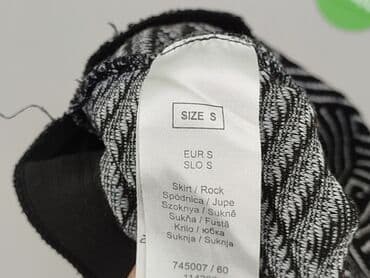 SIZE S
EUR S
SLO S
Skirt / Rock
Spódnica / Jupe
Szoknya / Sukně
Sukňa / Fustă
Krilo / юбка
Suknja / Suknja
745007 / 60